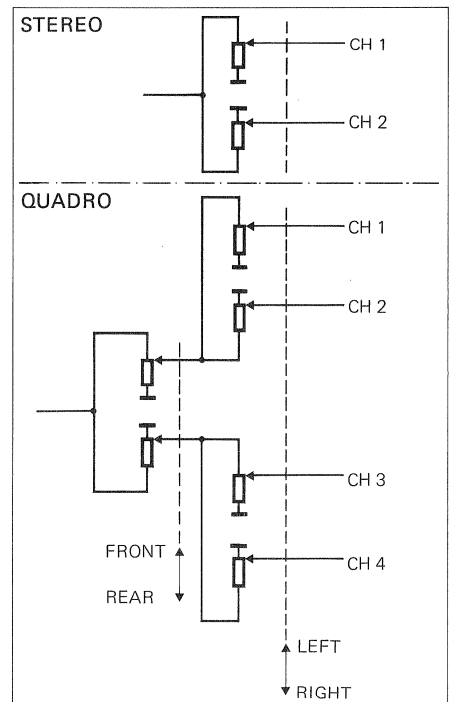 STEREO
CH 1
CH 2
QUADRO
CH 1
CH 2
CH 3
FRONT
CH 4
REAR
LEFT
RIGHT